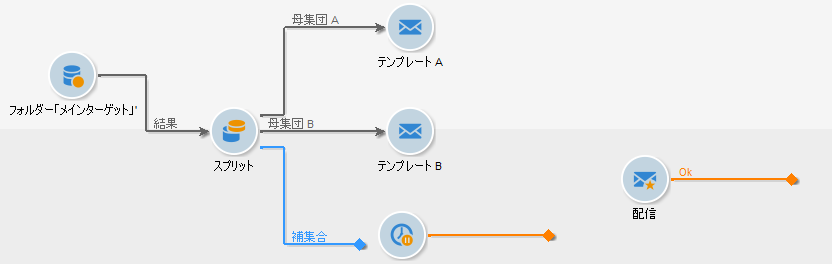 母集団 A
テンプレート A
フォルダー「メインターゲット」'
結果
母集団 B
スプリット
テンプレート B
Ok
配信
補集合